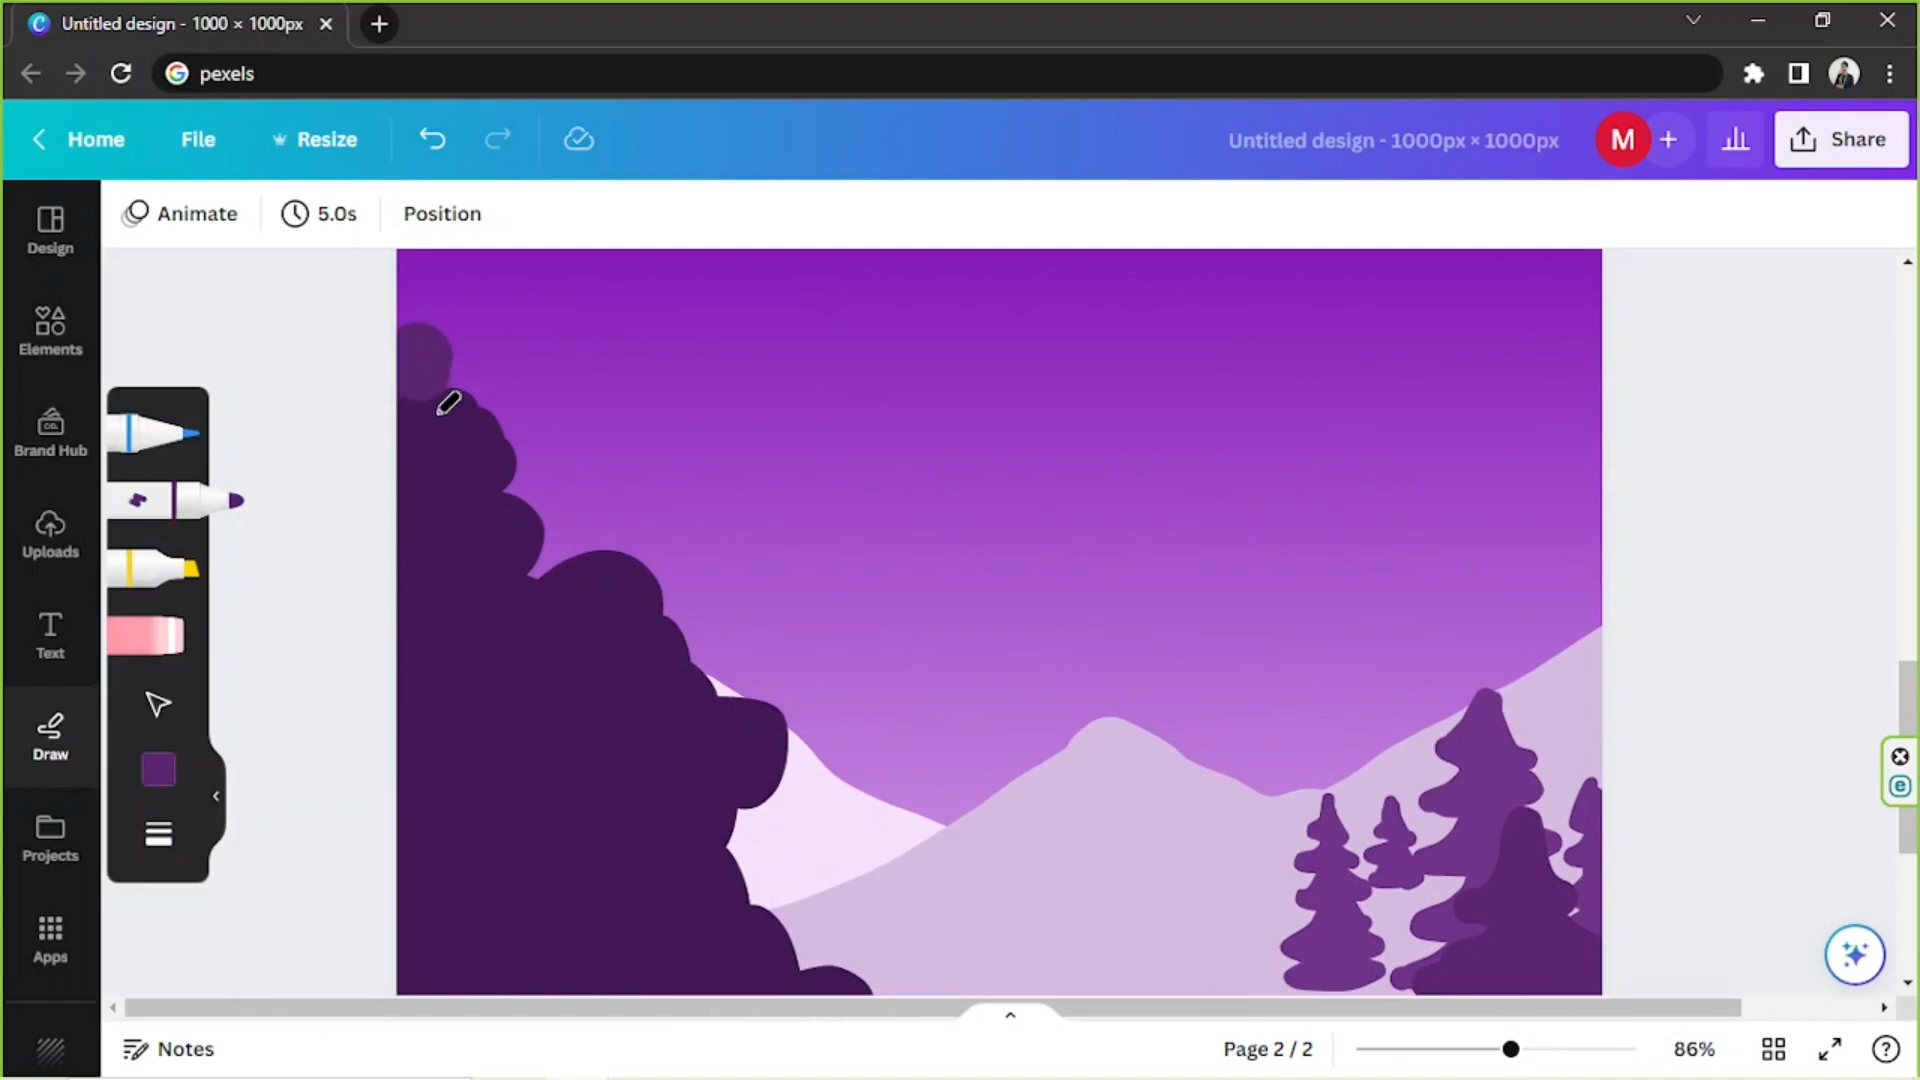 Untitled design - 1000 × 1000px
pexels
Home File Resize
Untitled design - 1000px × 1000px
M
Share
Animate 5.0s Position
Design
Elements
CO.
Brand Hub
Uploads
Text
Draw
Projects
Apps
Notes
Page 2 / 2
86%